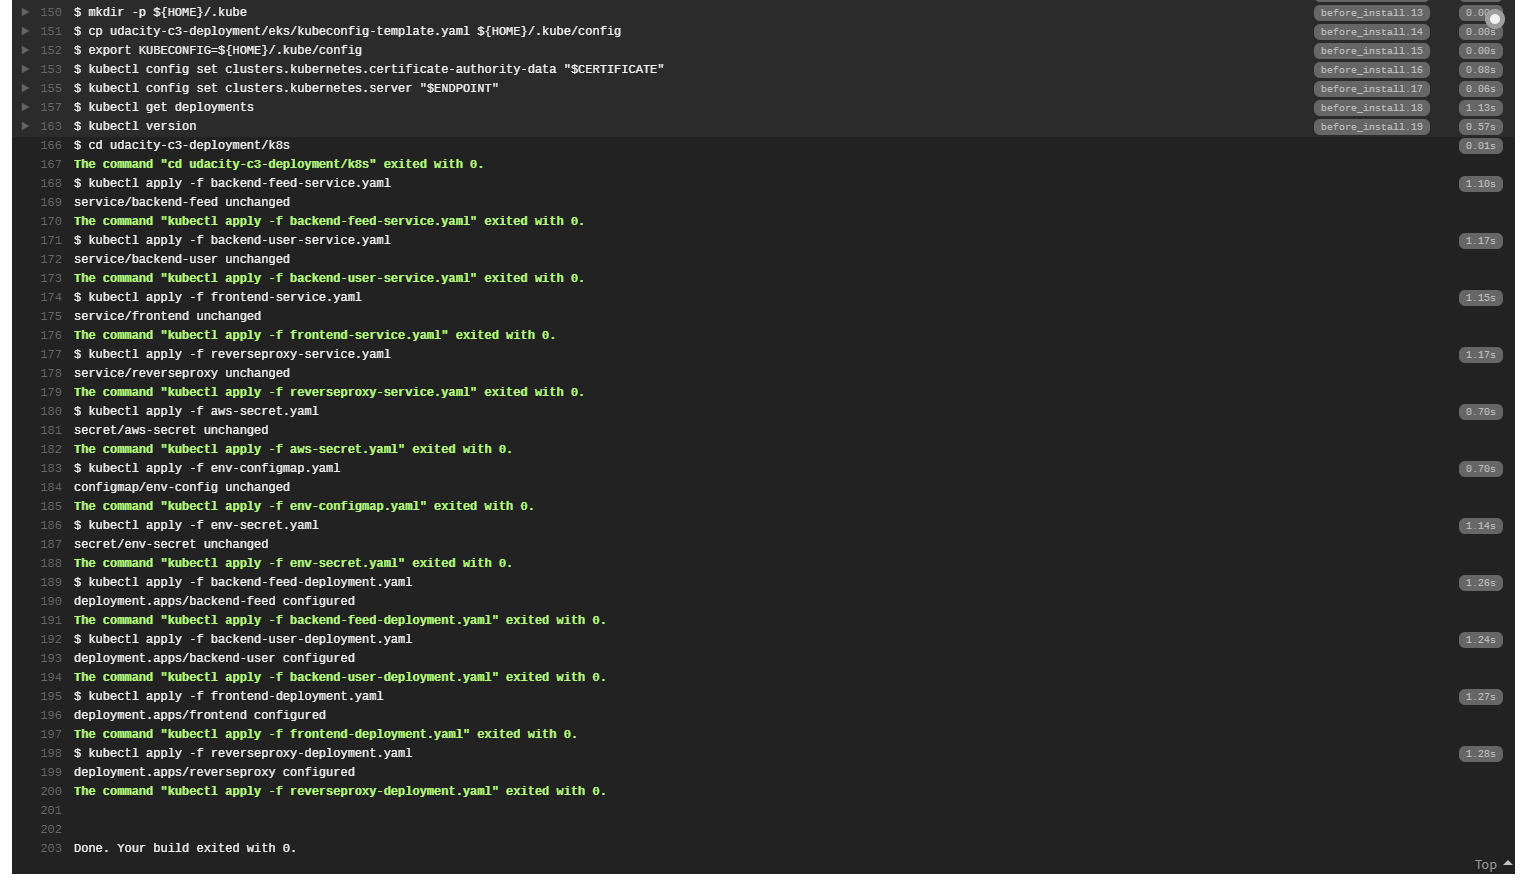 150 $ mkdir -p ${HOME}/.kube before_install.13
151 $ cp udacity-c3-deployment/eks/kubeconfig-template.yaml ${HOME}/.kube/config before_install.14 0.00s
152 $ export KUBECONFIG=${HOME}/.kube/config before_install.15 0.00s
153 $ kubectl config set clusters.kubernetes.certificate-authority-data "$CERTIFICATE" before_install.16 0.08s
155 $ kubectl config set clusters.kubernetes.server "$ENDPOINT" before_install.17 0.06s
157 $ kubectl get deployments before_install.18 1.13s
163 $ kubectl version before_install.19 0.57s
166 $ cd udacity-c3-deployment/k8s 0.01s
167 The command "cd udacity-c3-deployment/k8s" exited with 0.
168 $ kubectl apply -f backend-feed-service.yaml 1.10s
169 service/backend-feed unchanged
170 The command "kubectl apply -f backend-feed-service.yaml" exited with 0.
171 $ kubectl apply -f backend-user-service.yaml 1.17s
172 service/backend-user unchanged
173 The command "kubectl apply -f backend-user-service.yaml" exited with 0.
174 $ kubectl apply -f frontend-service.yaml 1.15s
175 service/frontend unchanged
176 The command "kubectl apply -f frontend-service.yaml" exited with 0.
177 $ kubectl apply -f reverseproxy-service.yaml 1.17s
178 service/reverseproxy unchanged
179 The command "kubectl apply -f reverseproxy-service.yaml" exited with 0.
180 $ kubectl apply -f aws-secret.yaml 0.70s
181 secret/aws-secret unchanged
182 The command "kubectl apply -f aws-secret.yaml" exited with 0.
183 $ kubectl apply -f env-configmap.yaml 0.70s
184 configmap/env-config unchanged
185 The command "kubectl apply -f env-configmap.yaml" exited with 0.
186 $ kubectl apply -f env-secret.yaml 1.14s
187 secret/env-secret unchanged
188 The command "kubectl apply -f env-secret.yaml" exited with 0.
189 $ kubectl apply -f backend-feed-deployment.yaml 1.26s
190 deployment.apps/backend-feed configured
191 The command "kubectl apply -f backend-feed-deployment.yaml" exited with 0.
192 $ kubectl apply -f backend-user-deployment.yaml 1.24s
193 deployment.apps/backend-user configured
194 The command "kubectl apply -f backend-user-deployment.yaml" exited with 0.
195 $ kubectl apply -f frontend-deployment.yaml 1.27s
196 deployment.apps/frontend configured
197 The command "kubectl apply -f frontend-deployment.yaml" exited with 0.
198 $ kubectl apply -f reverseproxy-deployment.yaml 1.28s
199 deployment.apps/reverseproxy configured
200 The command "kubectl apply -f reverseproxy-deployment.yaml" exited with 0.
201
202
203 Done. Your build exited with 0.
Top